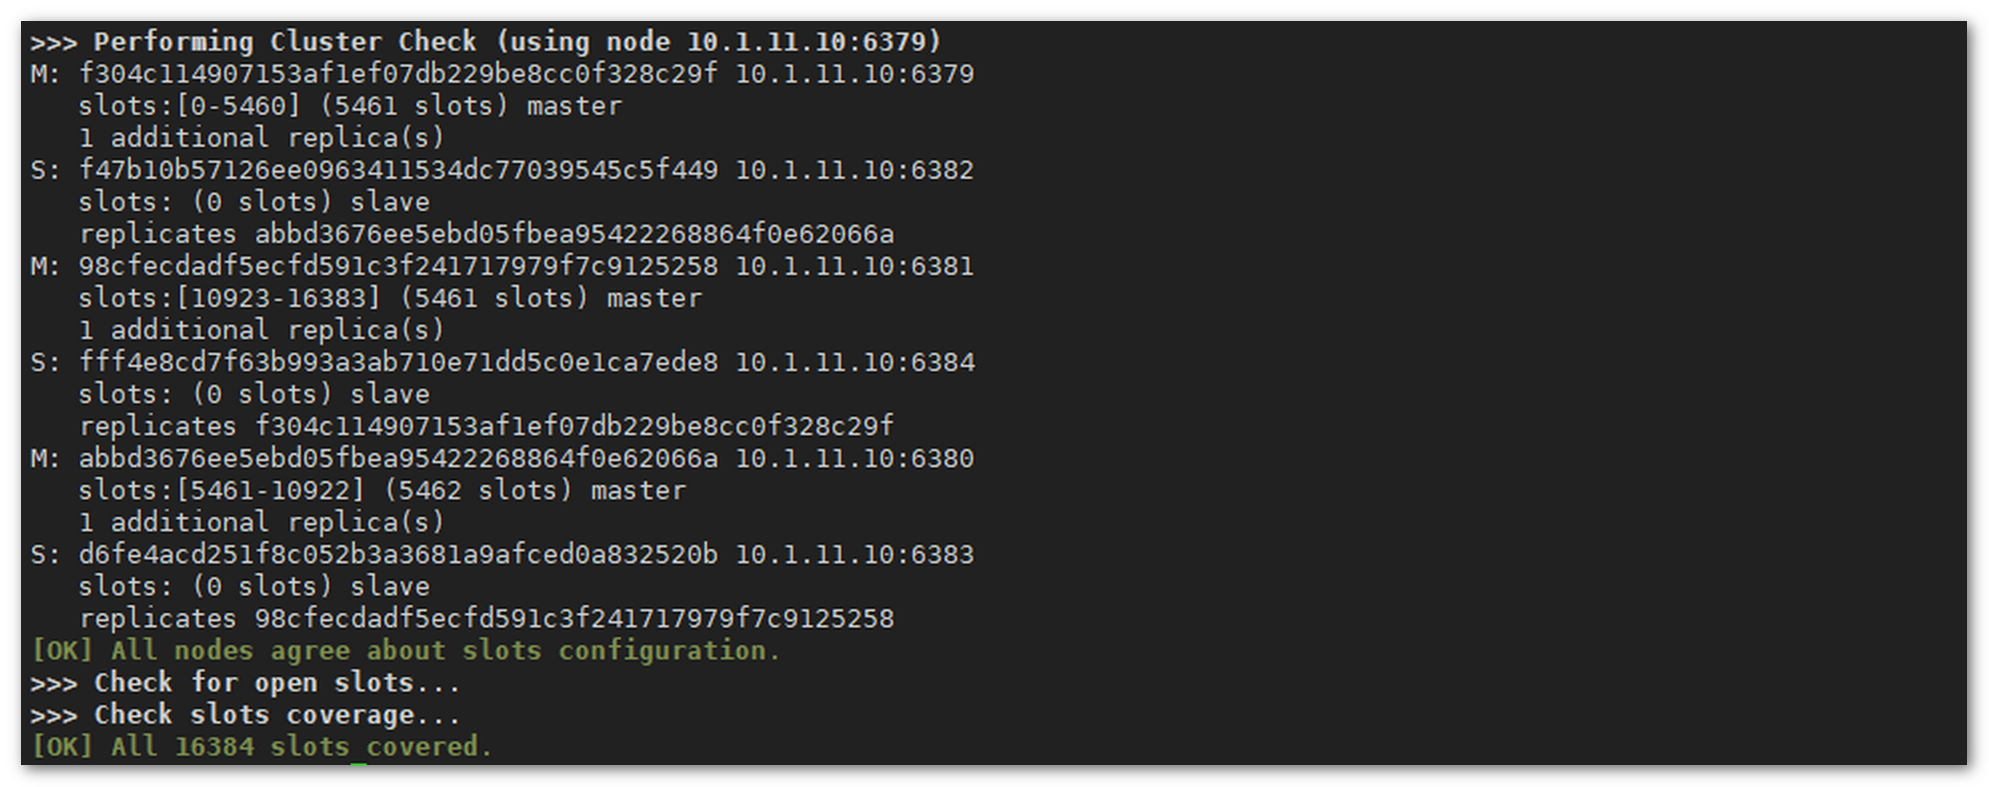 >>> Performing Cluster Check (using node 10.1.11.10:6379)
M: f304c114907153af1ef07db229be8cc0f328c29f 10.1.11.10:6379
   slots:[0-5460] (5461 slots) master
   1 additional replica(s)
S: f47b10b57126ee0963411534dc77039545c5f449 10.1.11.10:6382
   slots: (0 slots) slave
   replicates abbd3676ee5ebd05fbea95422268864f0e62066a
M: 98cfecdadf5ecfd591c3f241717979f7c9125258 10.1.11.10:6381
   slots:[10923-16383] (5461 slots) master
   1 additional replica(s)
S: fff4e8cd7f63b993a3ab710e71dd5c0e1ca7ede8 10.1.11.10:6384
   slots: (0 slots) slave
   replicates f304c114907153af1ef07db229be8cc0f328c29f
M: abbd3676ee5ebd05fbea95422268864f0e62066a 10.1.11.10:6380
   slots:[5461-10922] (5462 slots) master
   1 additional replica(s)
S: d6fe4acd251f8c052b3a3681a9afced0a832520b 10.1.11.10:6383
   slots: (0 slots) slave
   replicates 98cfecdadf5ecfd591c3f241717979f7c9125258
[OK] All nodes agree about slots configuration.
>>> Check for open slots...
>>> Check slots coverage...
[OK] All 16384 slots covered.